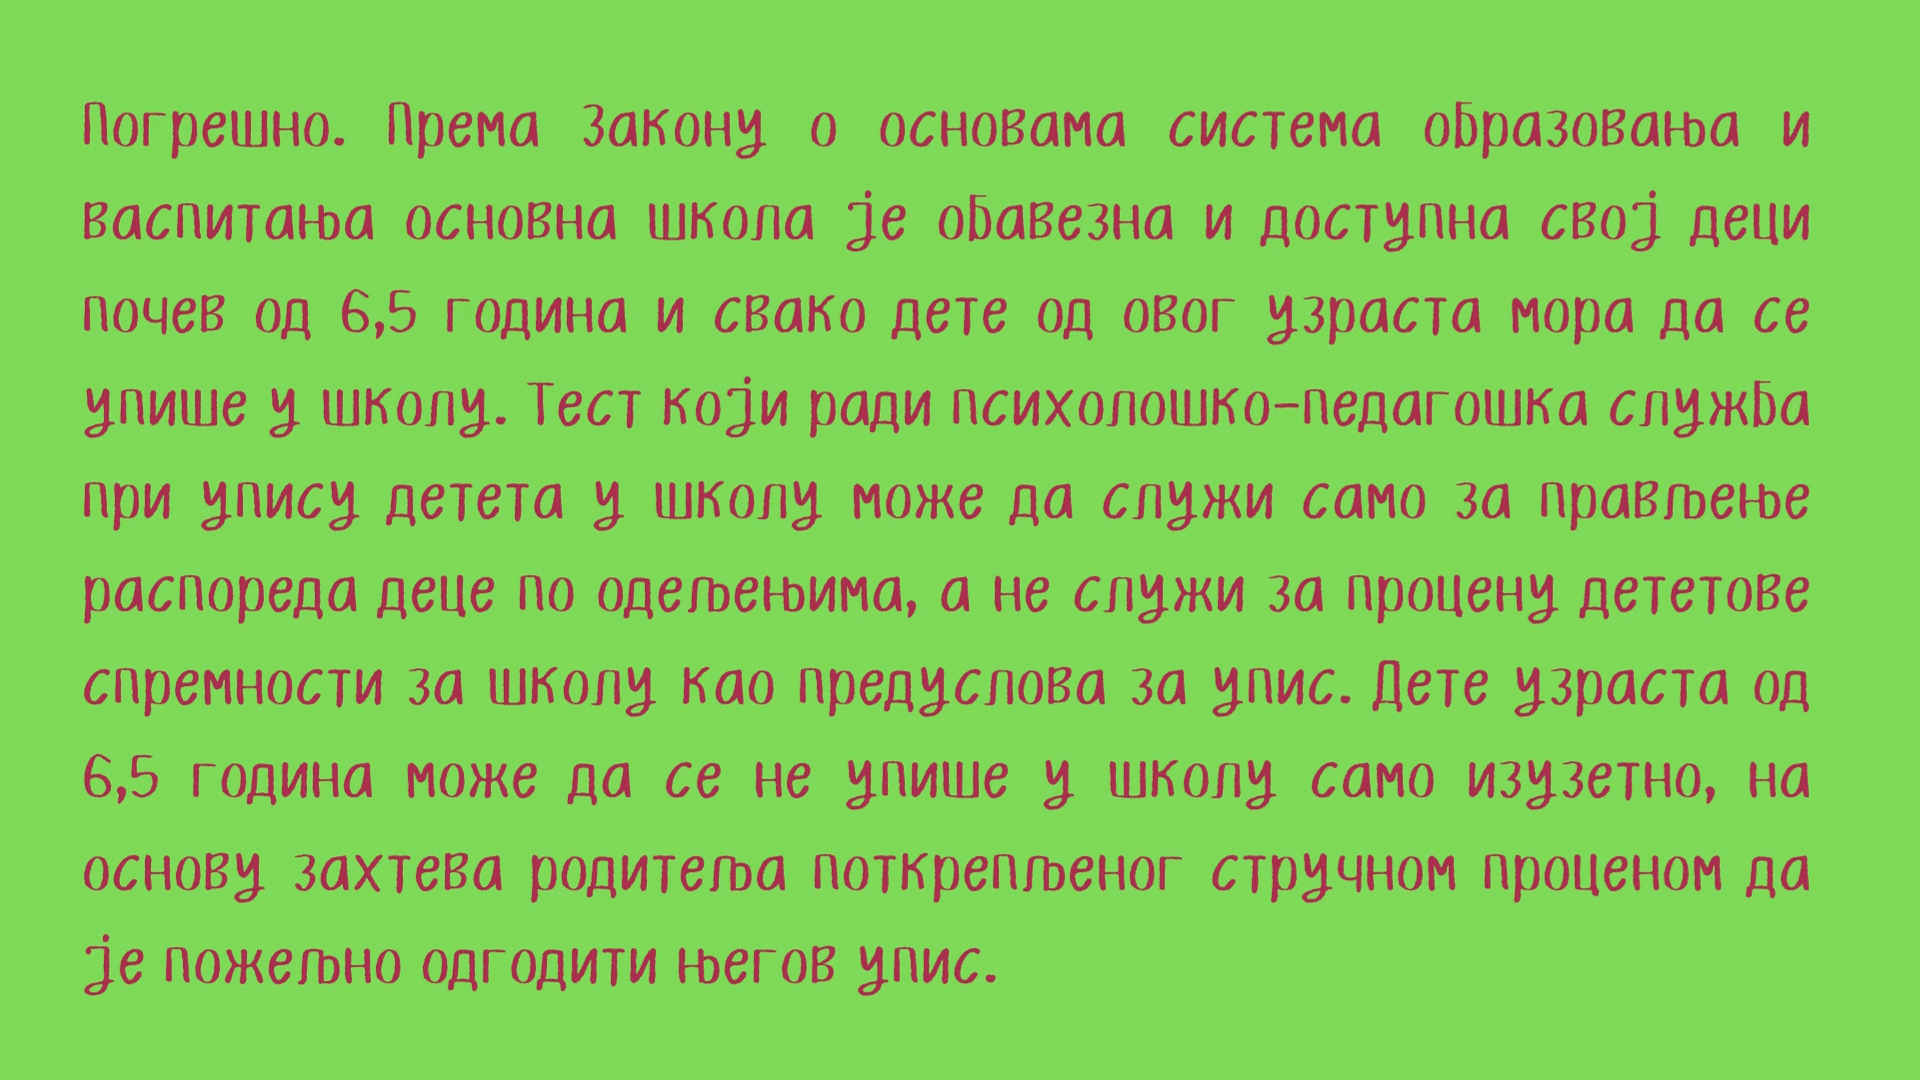 Погрешно. Према Закону о основама система образовања и
васпитања основна школа је обавезна и доступна свој деци
почев од 6,5 година и свако дете од овог узраста мора да се
упише у школу. Тест који ради психолошко-педагошка служба
при упису детета у школу може да служи само за прављење
распореда деце по одељењима, а не служи за процену дететове
спремности за школу као предуслова за упис. Дете узраста од
6,5 година може да се не упише у школу само изузетно, на
основу захтева родитеља поткрепљеног стручном проценом да
је пожељно одгодити његов упис.